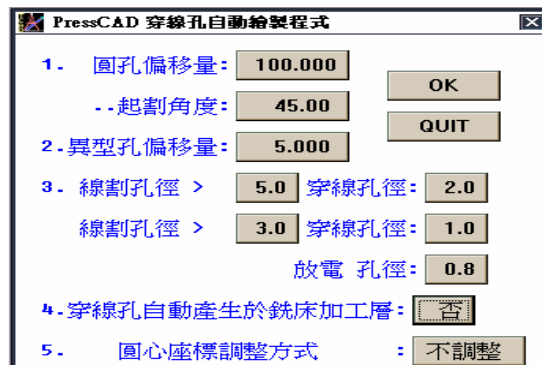 PressCAD 穿線孔自動繪製程式
1. 圓孔偏移量: 100.000
OK
--起割角度: 45.00
QUIT
2.異型孔偏移量: 5.000
3. 線割孔徑 > 5.0 穿線孔徑: 2.0
線割孔徑 > 3.0 穿線孔徑: 1.0
放電 孔徑: 0.8
4.穿線孔自動產生於銑床加工層: 否
5. 圓心座標調整方式 : 不調整